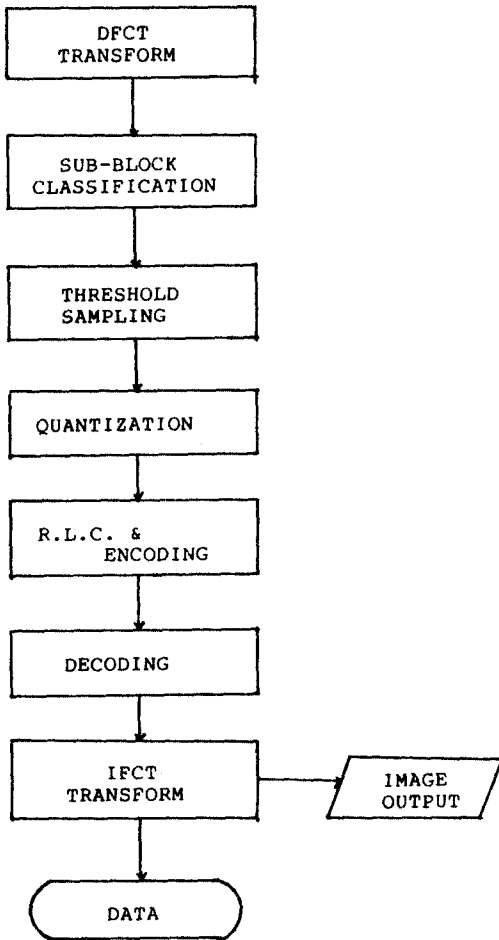 DFCT
TRANSFORM
SUB-BLOCK
CLASSIFICATION
THRESHOLD
SAMPLING
QUANTIZATION
R.L.C. &
ENCODING
DECODING
IFCT
TRANSFORM
IMAGE
OUTPUT
DATA